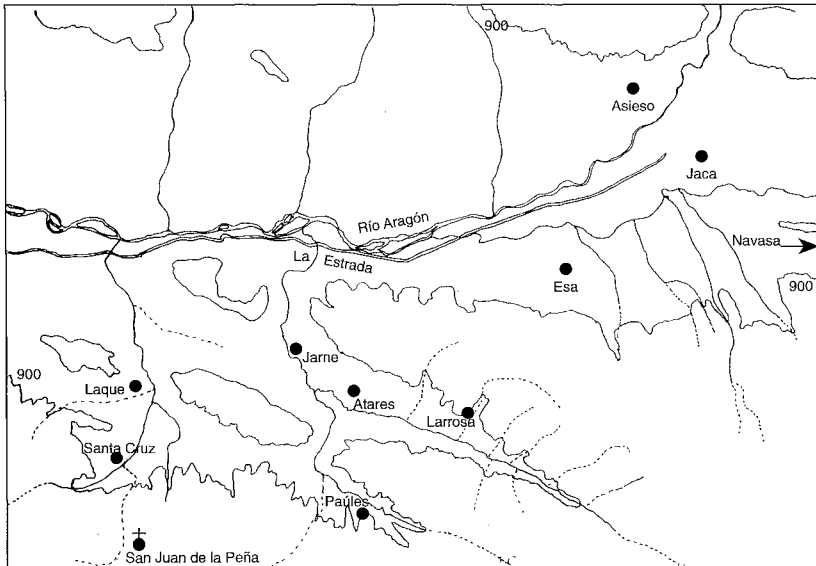 900
Asieso
Jaca
Río Aragón
Navasa
La Estrada
Esa
900
Jarne
900
Laque
Atares
Larrosa
Santa Cruz
Paúles
San Juan de la Peña